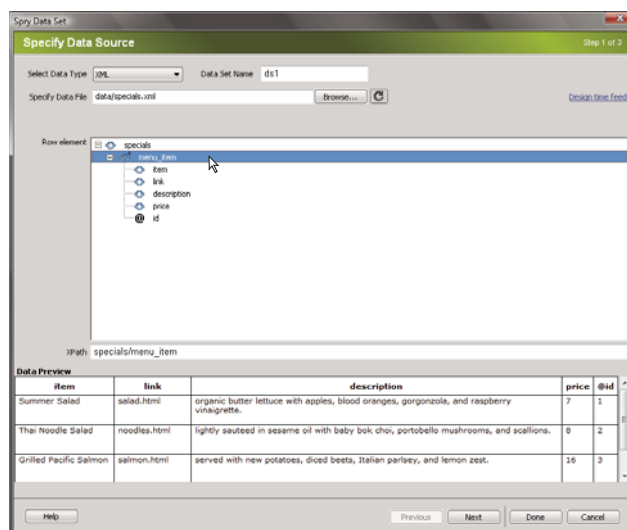 Spry Data Set
Specify Data Source
Step 1 of 3
Select Data Type XML Data Set Name ds1
Specify Data File data/specials.xml Browse... Design time feed
Row element specials
menu_item
item
link
description
price
@ id
XPath specials/menu_item
Data Preview
item link description price @id
Summer Salad salad.html organic butter lettuce with apples, blood oranges, gorgonzola, and raspberry vinaigrette. 7 1
Thai Noodle Salad noodles.html lightly sauteed in sesame oil with baby bok choi, portobello mushrooms, and scallions. 8 2
Grilled Pacific Salmon salmon.html served with new potatoes, diced beets, Italian parlsey, and lemon zest. 16 3
Help Previous Next Done Cancel